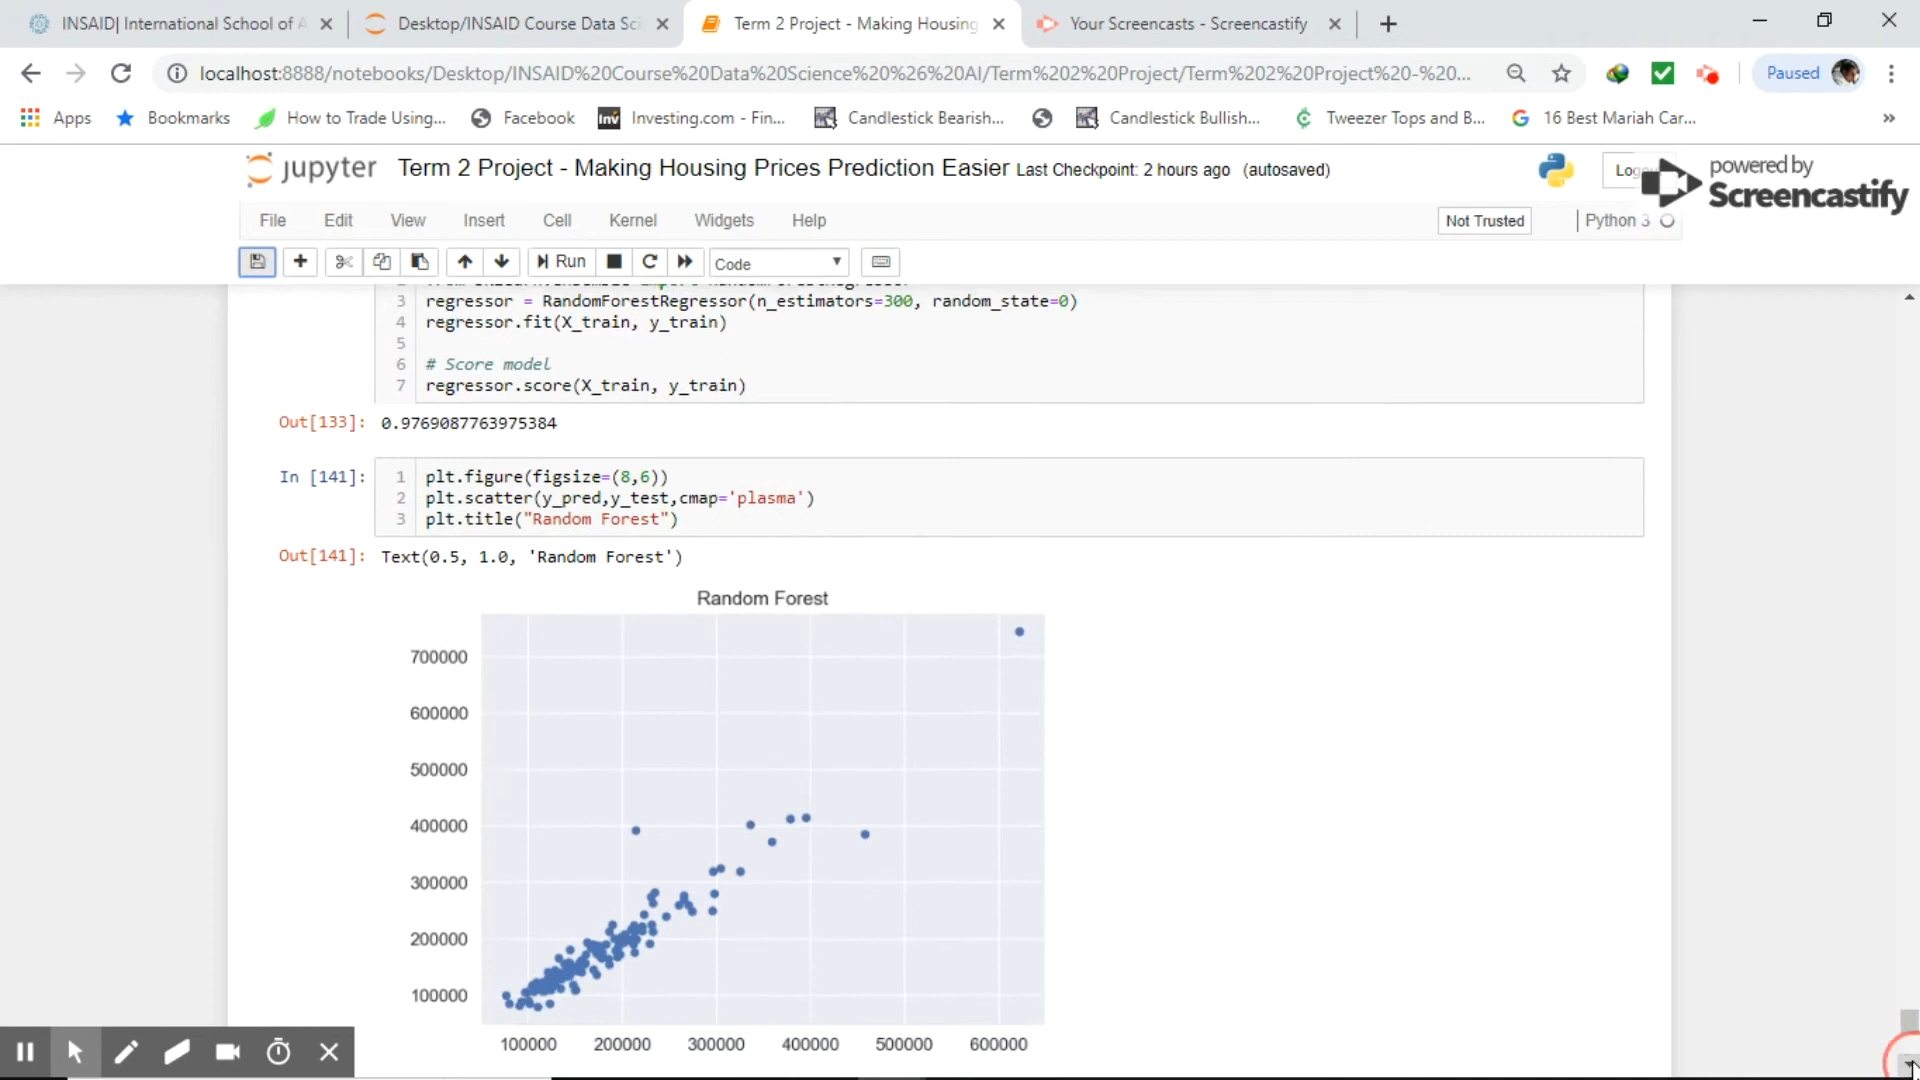 INSAID| International School of A
Desktop/INSAID Course Data Sci
Term 2 Project - Making Housing
Your Screencasts - Screencastify
localhost:8888/notebooks/Desktop/INSAID%20Course%20Data%20Science%20%26%20AI/Term%202%20Project/Term%202%20Project%20-%20...
Paused
Apps
Bookmarks
How to Trade Using...
Facebook
Inv
Investing.com - Fin...
Candlestick Bearish...
Candlestick Bullish...
Tweezer Tops and B...
16 Best Mariah Car...
»
jupyter Term 2 Project - Making Housing Prices Prediction Easier Last Checkpoint: 2 hours ago (autosaved)
powered by
Screencastify
File Edit View Insert Cell Kernel Widgets Help
Not Trusted
Python 3
Run
Code
3 regressor = RandomForestRegressor(n_estimators=300, random_state=0)
4 regressor.fit(X_train, y_train)
5
6 # Score model
7 regressor.score(X_train, y_train)
Out[133]: 0.9769087763975384
In [141]: 1 plt.figure(figsize=(8,6))
2 plt.scatter(y_pred,y_test,cmap='plasma')
3 plt.title("Random Forest")
Out[141]: Text(0.5, 1.0, 'Random Forest')
Random Forest
700000
600000
500000
400000
300000
200000
100000
100000 200000 300000 400000 500000 600000